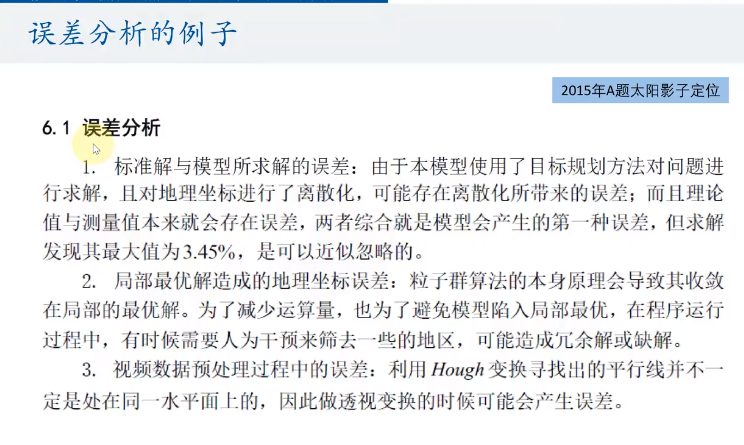 误差分析的例子
2015年A题太阳影子定位
6.1 误差分析
1. 标准解与模型所求解的误差：由于本模型使用了目标规划方法对问题进
行求解，且对地理坐标进行了离散化，可能存在离散化所带来的误差；而且理论
值与测量值本来就会存在误差，两者综合就是模型会产生的第一种误差，但求解
发现其最大值为3.45%，是可以近似忽略的。
2. 局部最优解造成的地理坐标误差：粒子群算法的本身原理会导致其收敛
在局部的最优解。为了减少运算量，也为了避免模型陷入局部最优，在程序运行
过程中，有时候需要人为干预来筛去一些的地区，可能造成冗余解或缺解。
3. 视频数据预处理过程中的误差：利用Hough变换寻找出的平行线并不一
定是处在同一水平面上的，因此做透视变换的时候可能会产生误差。